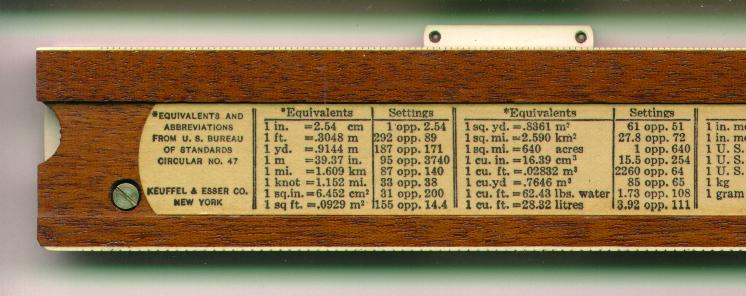 *EQUIVALENTS AND
ABBREVIATIONS
FROM U. S. BUREAU
OF STANDARDS
CIRCULAR NO. 47
KEUFFEL & ESSER CO.
NEW YORK
*Equivalents Settings
1 in. =2.54 cm 1 opp. 2.54
1 ft. =.3048 m 292 opp. 89
1 yd. =.9144 m 187 opp. 171
1 m =39.37 in. 95 opp. 3740
1 mi. =1.609 km 87 opp. 140
1 knot =1.152 mi. 33 opp. 38
1 sq.in. =6.452 cm² 31 opp. 200
1 sq ft. =.0929 m² 155 opp. 14.4
*Equivalents Settings
1 sq. yd. =.8361 m² 61 opp. 51
1 sq. mi. =2.590 km² 27.8 opp. 72
1 sq. mi.=640 acres 1 opp. 640
1 cu. in. =16.39 cm³ 15.5 opp. 254
1 cu. ft. =.02832 m³ 2260 opp. 64
1 cu.yd =.7646 m³ 85 opp. 65
1 cu. ft. =62.43 lbs. water 1.73 opp. 108
1 cu. ft.=28.32 litres 3.92 opp. 111
1 in. m
1 in. m
1 U. S.
1 U. S.
1 U. S.
1 kg
1 gram